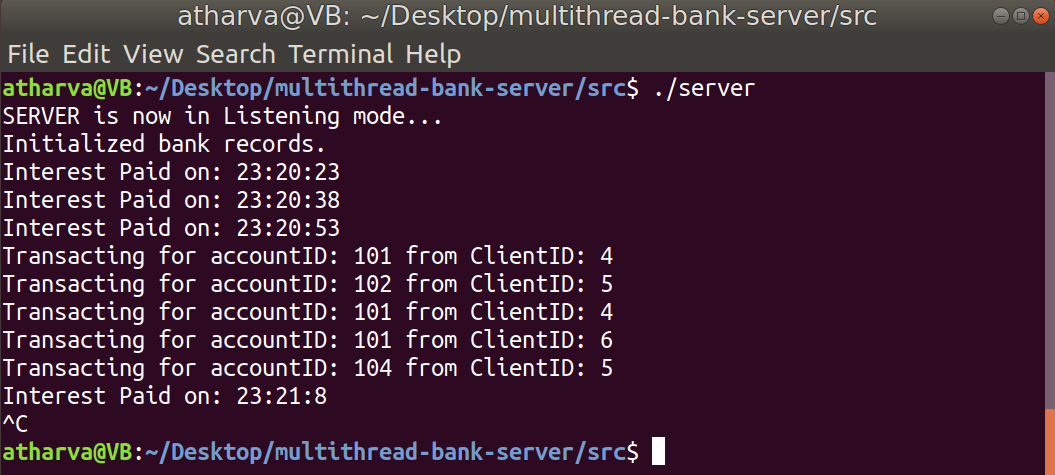 atharva@VB: ~/Desktop/multithread-bank-server/src
File Edit View Search Terminal Help
atharva@VB:~/Desktop/multithread-bank-server/src$ ./server
SERVER is now in Listening mode...
Initialized bank records.
Interest Paid on: 23:20:23
Interest Paid on: 23:20:38
Interest Paid on: 23:20:53
Transacting for accountID: 101 from ClientID: 4
Transacting for accountID: 102 from ClientID: 5
Transacting for accountID: 101 from ClientID: 4
Transacting for accountID: 101 from ClientID: 6
Transacting for accountID: 104 from ClientID: 5
Interest Paid on: 23:21:8
^C
atharva@VB:~/Desktop/multithread-bank-server/src$